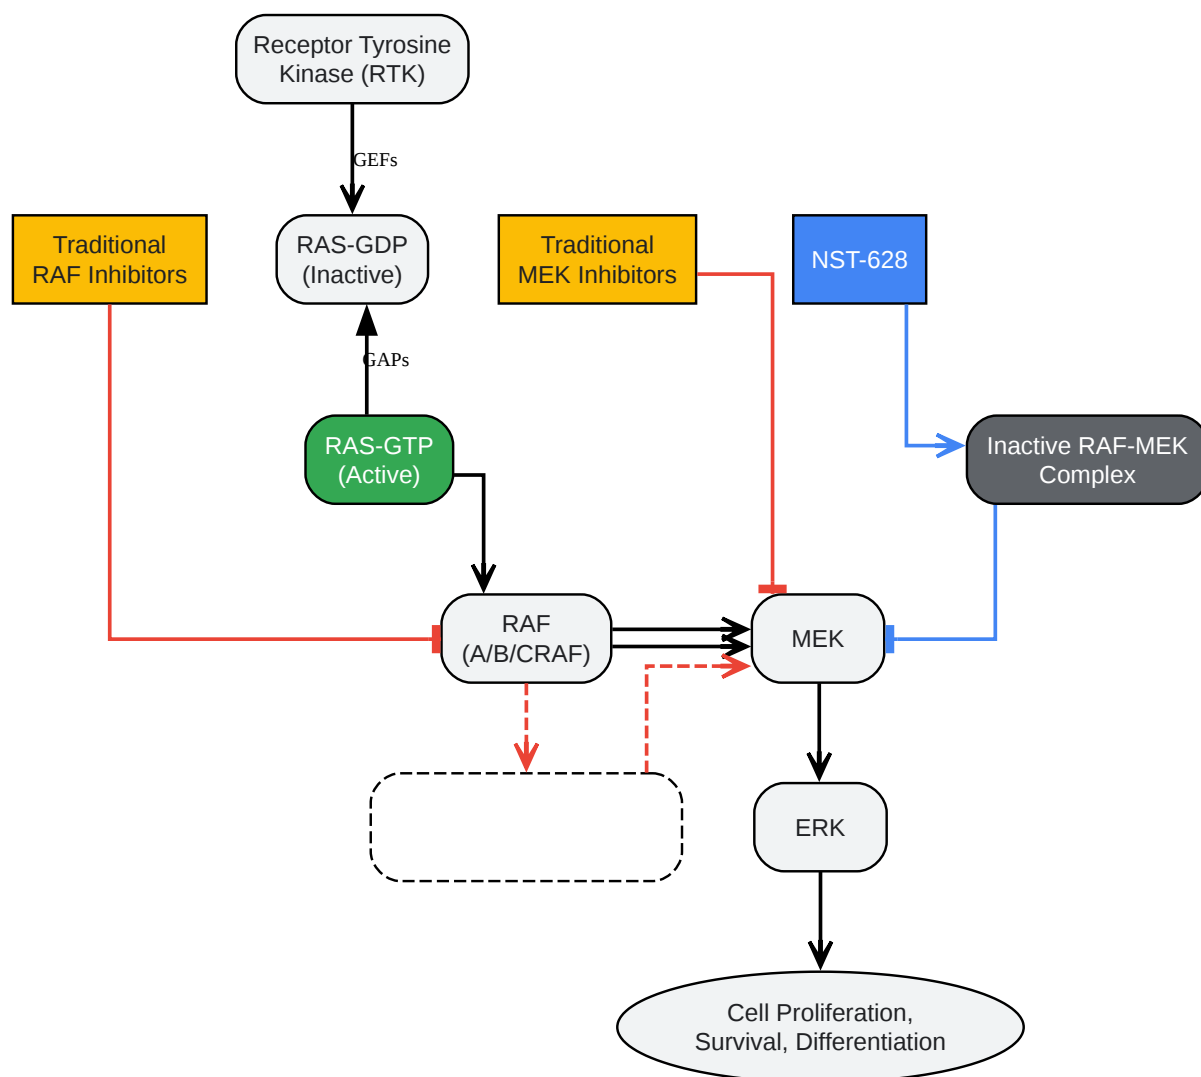 Receptor Tyrosine
Kinase (RTK)
GEFs
Traditional
RAF Inhibitors
RAS-GDP
(Inactive)
Traditional
MEK Inhibitors
NST-628
GAPs
RAS-GTP
(Active)
Inactive RAF-MEK
Complex
RAF
(A/B/CRAF)
MEK
ERK
Cell Proliferation,
Survival, Differentiation